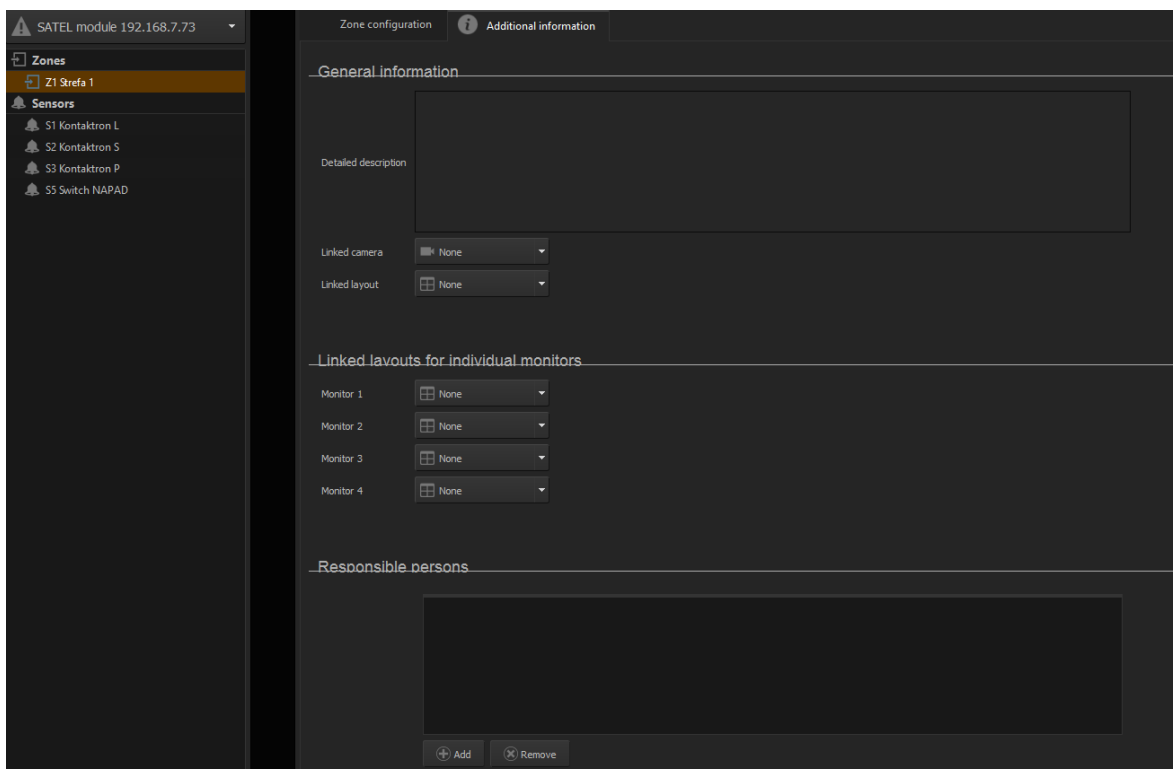 SATEL module 192.168.7.73
Zones
Z1 Strefa 1
Sensors
S1 Kontaktron L
S2 Kontaktron S
S3 Kontaktron P
S5 Switch NAPAD
Zone configuration
Additional information
General information
Detailed description
Linked camera None
Linked layout None
Linked layouts for individual monitors
Monitor 1 None
Monitor 2 None
Monitor 3 None
Monitor 4 None
Responsible persons
Add Remove